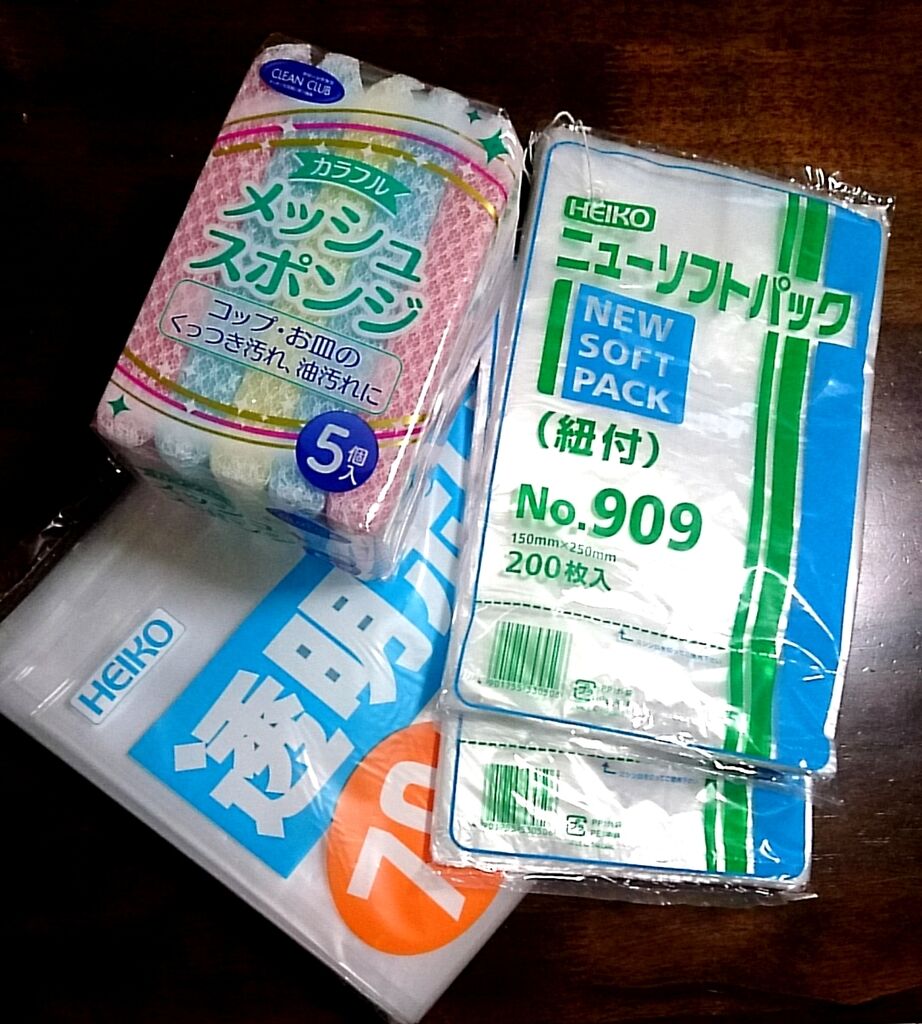 CLEAN CLUB
カラフル
メッシュ
スポンジ
コップ・お皿の
くっつき汚れ、油汚れに
5個入
HEIKO
ニューソフトパック
NEW
SOFT
PACK
(紐付)
No.909
150mm×250mm
200枚入
HEIKO
透明